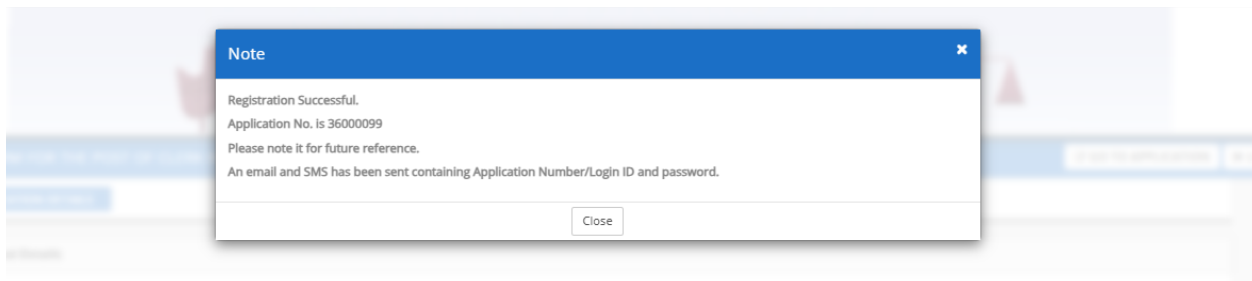 Note
Registration Successful.
Application No. is 36000099
Please note it for future reference.
An email and SMS has been sent containing Application Number/Login ID and password.
Close